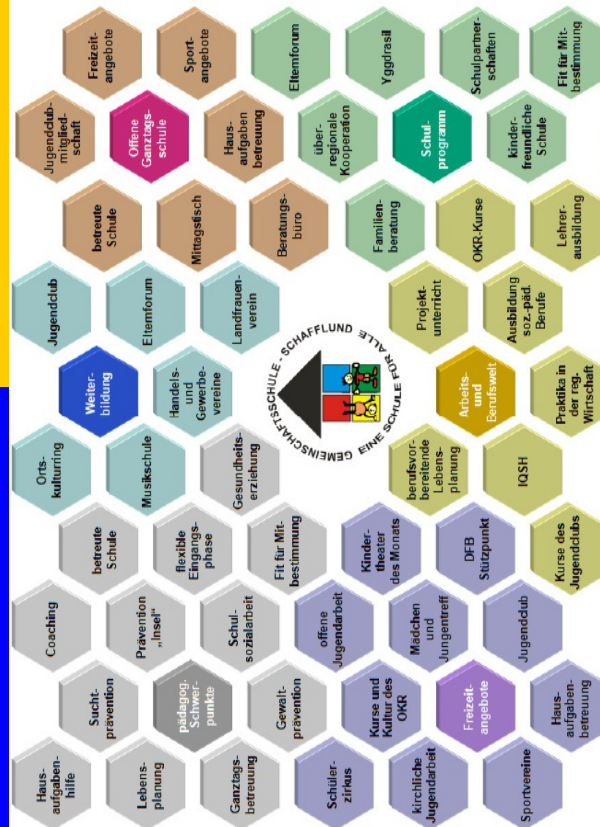 Haus-
aufgaben-
hilfe
Coaching
Orts-
kulturring
Jugendclub
Jugendclub-
mitglied-
schaft
Sucht-
prävention
betreute
Schule
Weiter-
bildung
betreute
Schule
Freizeit-
angebote
Lebens-
planung
Prävention
„Insel“
Musikschule
Elternforum
Offene
Ganztags-
schule
pädagog.
Schwer-
punkte
flexible
Eingangs-
phase
Handels-
und
Gewerbe-
vereine
Mittagstisch
Sport-
angebote
Ganztags-
betreuung
Schul-
sozialarbeit
Gesundheits-
erziehung
Landfrauen-
verein
Haus-
aufgaben
betreuung
Gewalt-
prävention
Fit für Mit-
bestimmung
GEMEINSCHAFTSSCHULE - SCHAFFLUND
EINE SCHULE FÜR ALLE
Beratungs-
büro
Elternforum
Schüler-
zirkus
offene
Jugendarbeit
über-
regionale
Kooperation
Kurse und
Kultur des
OKR
Kinder-
theater
des Monats
Familien-
beratung
Yggdrasil
kirchliche
Jugendarbeit
Mädchen
und
Jungentreff
berufsvor-
bereitende
Lebens-
planung
Projekt-
unterricht
Schul-
programm
Freizeit-
angebote
DFB
Stützpunkt
Arbeits-
und
Berufswelt
OKR-Kurse
Schulpartner-
schaften
Sportvereine
Jugendclub
IQSH
Ausbildung
soz.-päd.
Berufe
kinder-
freundliche
Schule
Haus-
aufgaben-
betreuung
Kurse des
Jugendclubs
Praktika in
der reg.
Wirtschaft
Lehrer-
ausbildung
Fit für Mit-
bestimmung